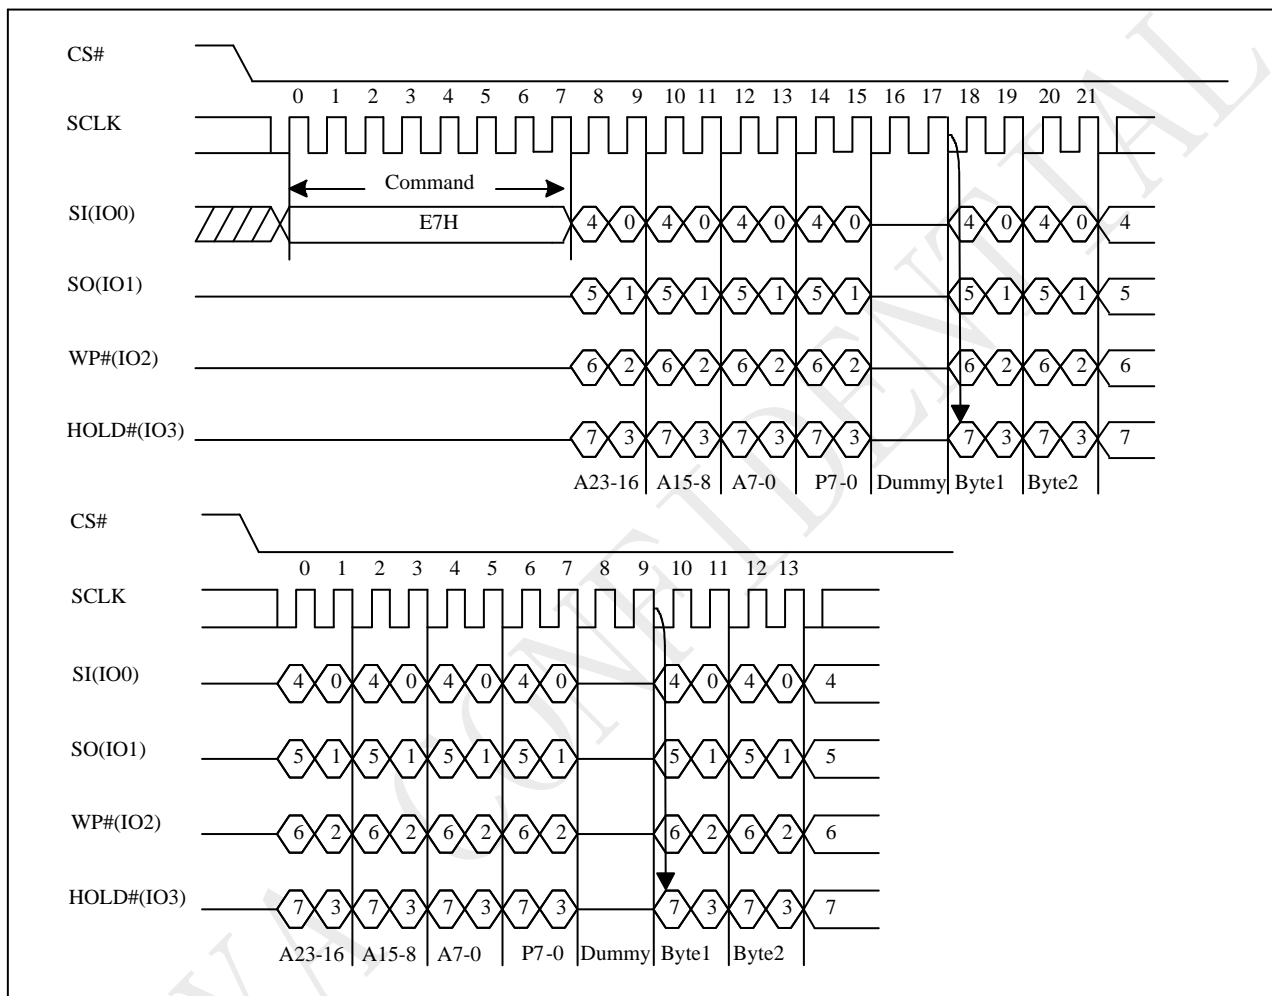 CS#
0 1 2 3 4 5 6 7 8 9 10 11 12 13 14 15 16 17 18 19 20 21
SCLK
Command
SI(IO0) E7H 4 0 4 0 4 0 4 0 4 0 4 0 4
SO(IO1) 5 1 5 1 5 1 5 1 5 1 5 1 5
WP#(IO2) 6 2 6 2 6 2 6 2 6 2 6 2 6
HOLD#(IO3) 7 3 7 3 7 3 7 3 7 3 7 3 7
A23-16 A15-8 A7-0 P7-0 Dummy Byte1 Byte2
CS#
0 1 2 3 4 5 6 7 8 9 10 11 12 13
SCLK
SI(IO0) 4 0 4 0 4 0 4 0 4 0 4 0 4
SO(IO1) 5 1 5 1 5 1 5 1 5 1 5 1 5
WP#(IO2) 6 2 6 2 6 2 6 2 6 2 6 2 6
HOLD#(IO3) 7 3 7 3 7 3 7 3 7 3 7 3 7
A23-16 A15-8 A7-0 P7-0 Dummy Byte1 Byte2
CONFIDENTIAL